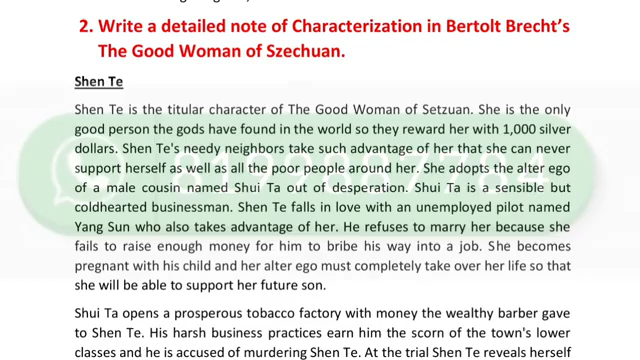 2. Write a detailed note of Characterization in Bertolt Brecht's
The Good Woman of Szechuan.
Shen Te
Shen Te is the titular character of The Good Woman of Setzuan. She is the only
good person the gods have found in the world so they reward her with 1,000 silver
dollars. Shen Te's needy neighbors take such advantage of her that she can never
support herself as well as all the poor people around her. She adopts the alter ego
of a male cousin named Shui Ta out of desperation. Shui Ta is a sensible but
coldhearted businessman. Shen Te falls in love with an unemployed pilot named
Yang Sun who also takes advantage of her. He refuses to marry her because she
fails to raise enough money for him to bribe his way into a job. She becomes
pregnant with his child and her alter ego must completely take over her life so that
she will be able to support her future son.
Shui Ta opens a prosperous tobacco factory with money the wealthy barber gave
to Shen Te. His harsh business practices earn him the scorn of the town's lower
classes and he is accused of murdering Shen Te. At the trial Shen Te reveals herself